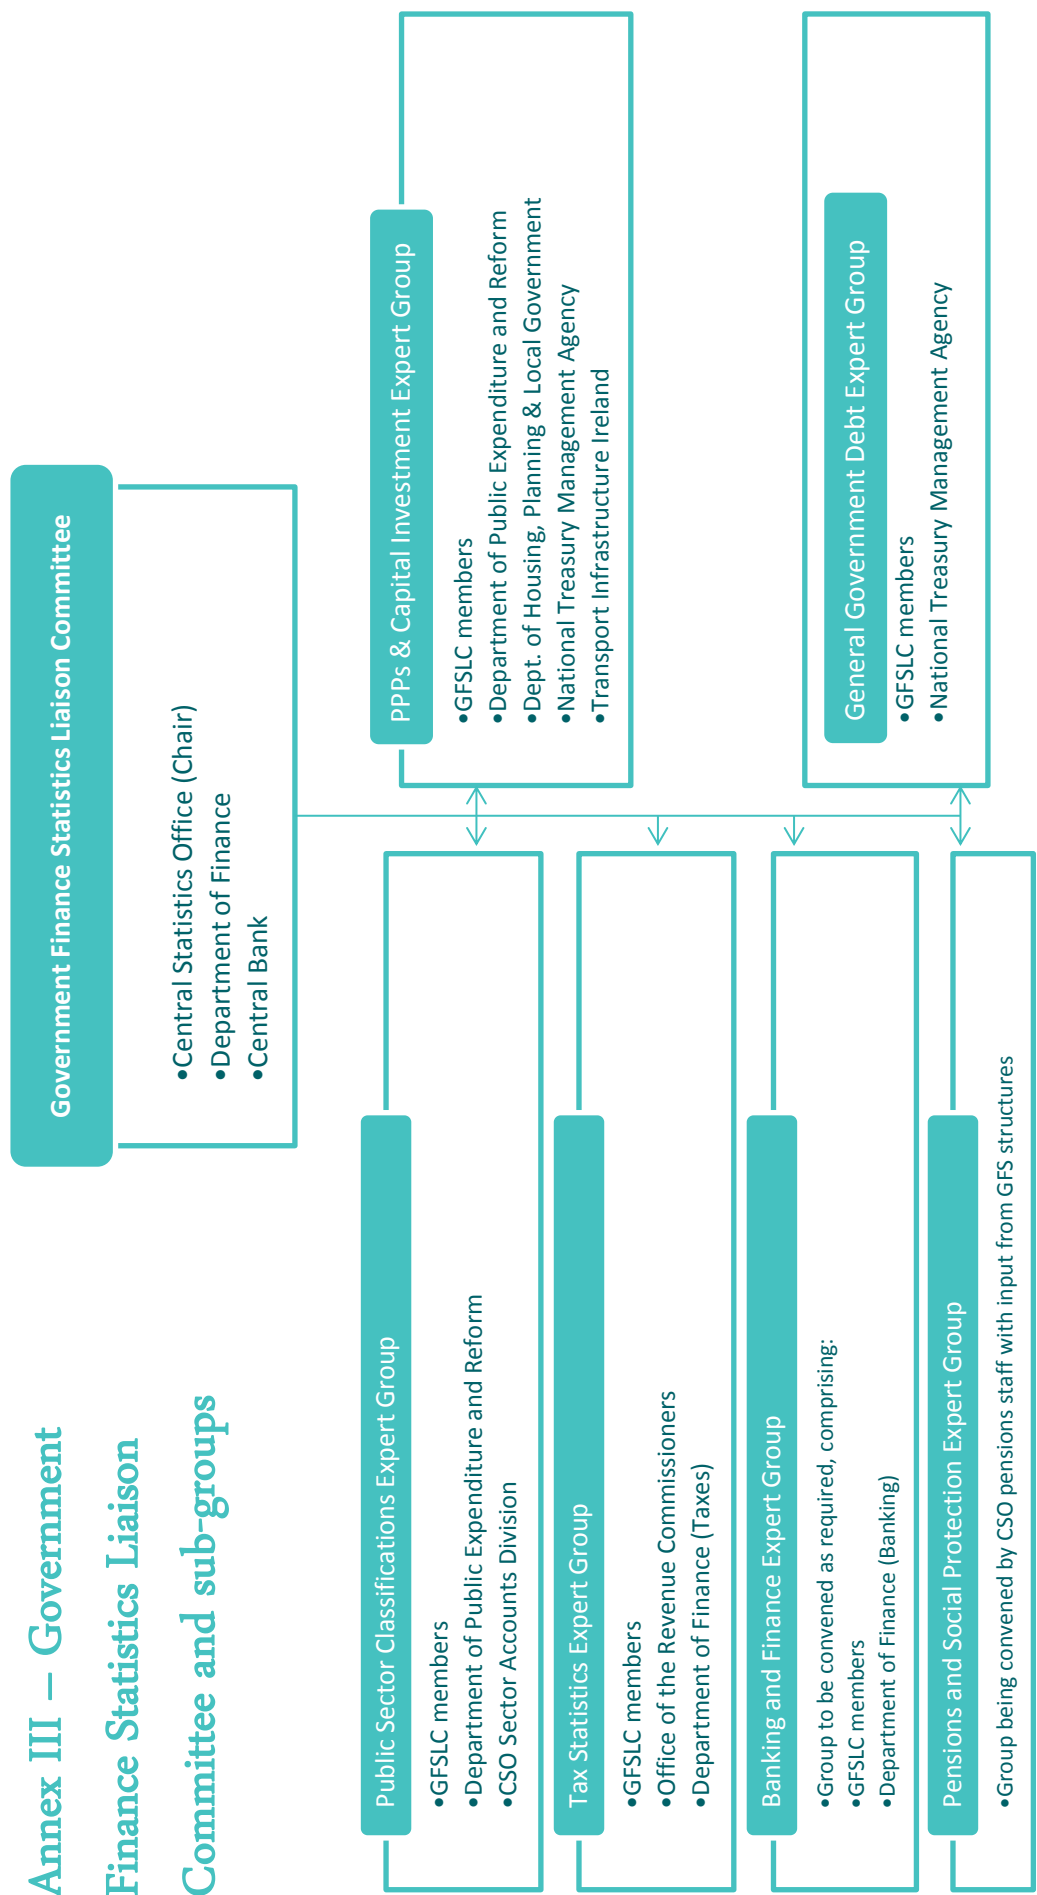 Annex III – Government
Finance Statistics Liaison
Committee and sub-groups
Government Finance Statistics Liaison Committee
•Central Statistics Office (Chair)
•Department of Finance
•Central Bank
Public Sector Classifications Expert Group
•GFSLC members
•Department of Public Expenditure and Reform
•CSO Sector Accounts Division
Tax Statistics Expert Group
•GFSLC members
•Office of the Revenue Commissioners
•Department of Finance (Taxes)
Banking and Finance Expert Group
•Group to be convened as required, comprising:
•GFSLC members
•Department of Finance (Banking)
Pensions and Social Protection Expert Group
•Group being convened by CSO pensions staff with input from GFS structures
PPPs & Capital Investment Expert Group
•GFSLC members
•Department of Public Expenditure and Reform
•Dept. of Housing, Planning & Local Government
•National Treasury Management Agency
•Transport Infrastructure Ireland
General Government Debt Expert Group
•GFSLC members
•National Treasury Management Agency